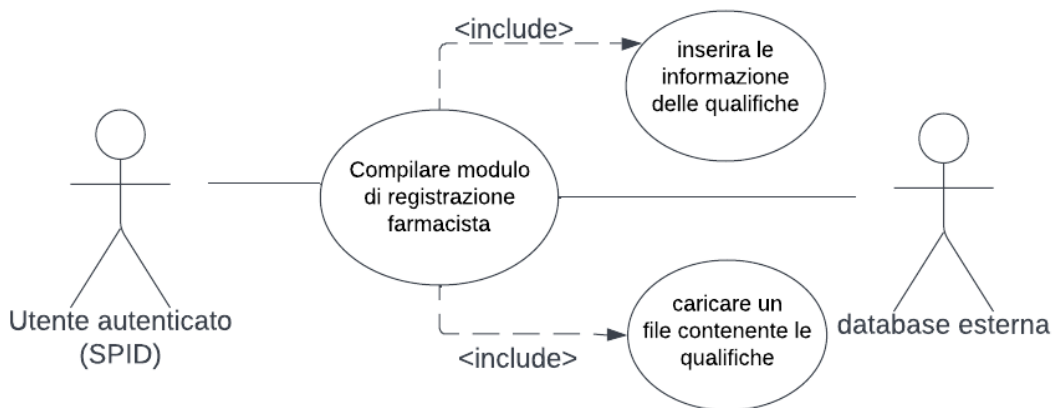 <include>
inserira le
informazione
delle qualifiche
Compilare modulo
di registrazione
farmacista
Utente autenticato
(SPID)
database esterna
caricare un
file contenente le
qualifiche
<include>